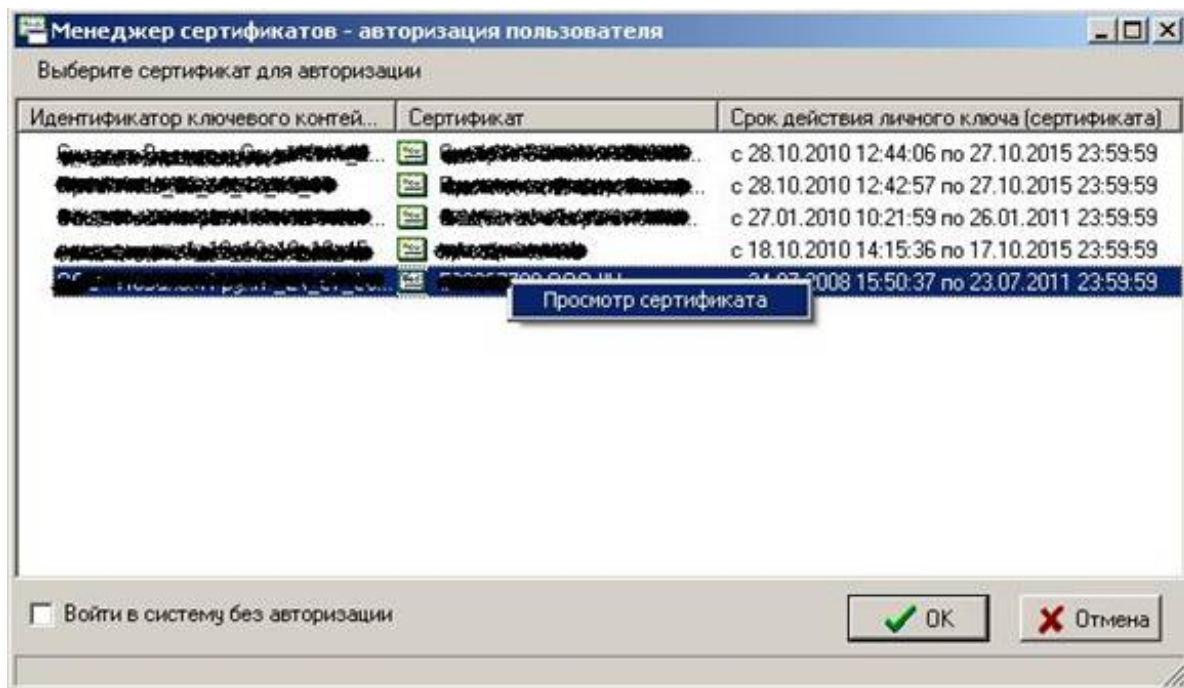 Менеджер сертификатов - авторизация пользователя
Выберите сертификат для авторизации
Идентификатор ключевого контей... Сертификат Срок действия личного ключа (сертификата)
с 28.10.2010 12:44:06 по 27.10.2015 23:59:59
с 28.10.2010 12:42:57 по 27.10.2015 23:59:59
с 27.01.2010 10:21:59 по 26.01.2011 23:59:59
с 18.10.2010 14:15:36 по 17.10.2015 23:59:59
15:50:37 по 23.07.2011 23:59:59
Просмотр сертификата
Войти в систему без авторизации OK Отмена